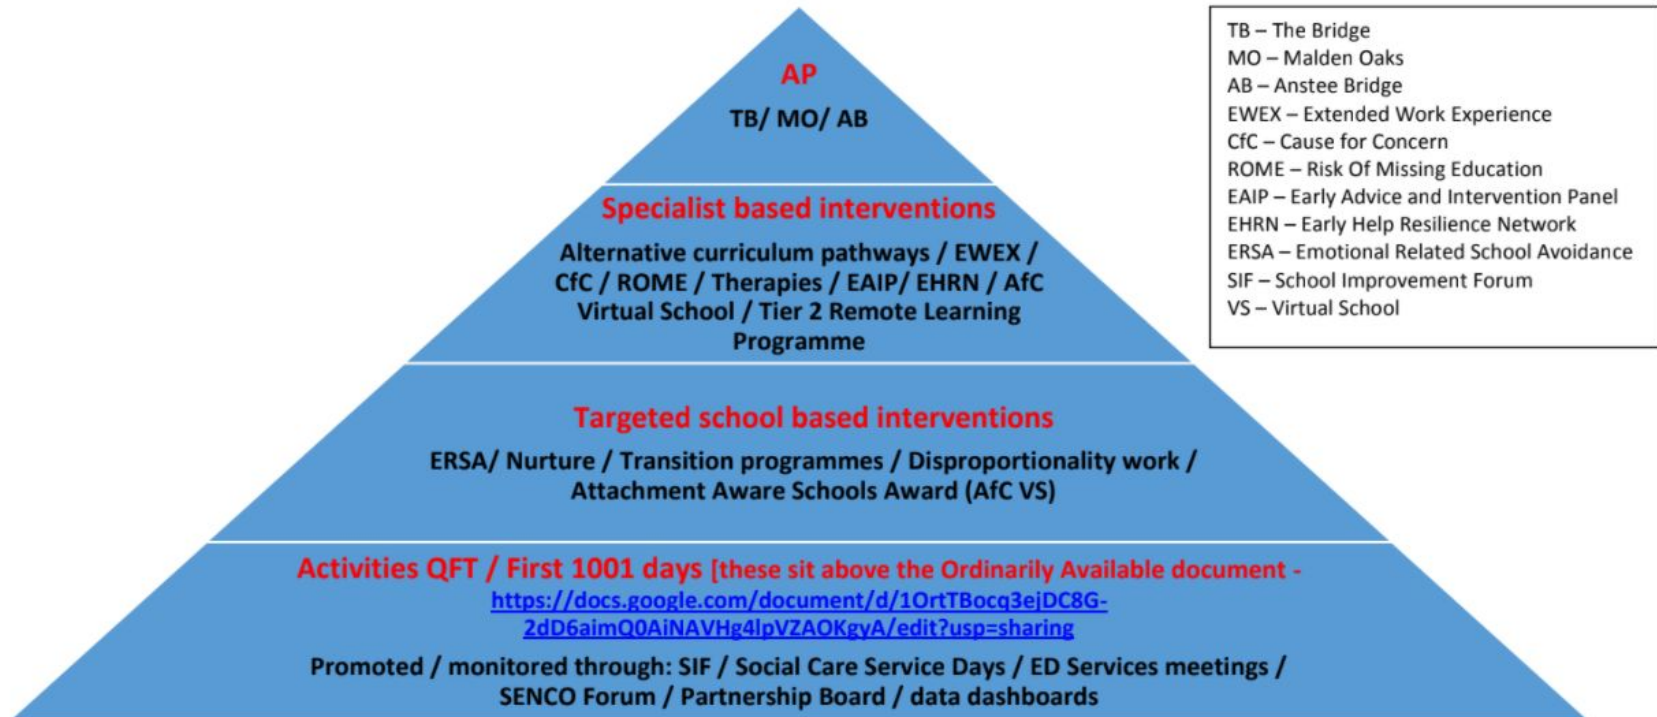 AP
TB/ MO/ AB
Specialist based interventions
Alternative curriculum pathways / EWEX /
CfC / ROME / Therapies / EAIP/ EHRN / AfC
Virtual School / Tier 2 Remote Learning
Programme
Targeted school based interventions
ERSA/ Nurture / Transition programmes / Disproportionality work /
Attachment Aware Schools Award (AfC VS)
Activities QFT / First 1001 days [these sit above the Ordinarily Available document -
https://docs.google.com/document/d/1OrtTBocq3ejDC8G-
2dD6aimQ0AiNAVHg4lpVZAOKgyA/edit?usp=sharing
Promoted / monitored through: SIF / Social Care Service Days / ED Services meetings /
SENCO Forum / Partnership Board / data dashboards
TB – The Bridge
MO – Malden Oaks
AB – Anstee Bridge
EWEX – Extended Work Experience
CfC – Cause for Concern
ROME – Risk Of Missing Education
EAIP – Early Advice and Intervention Panel
EHRN – Early Help Resilience Network
ERSA – Emotional Related School Avoidance
SIF – School Improvement Forum
VS – Virtual School